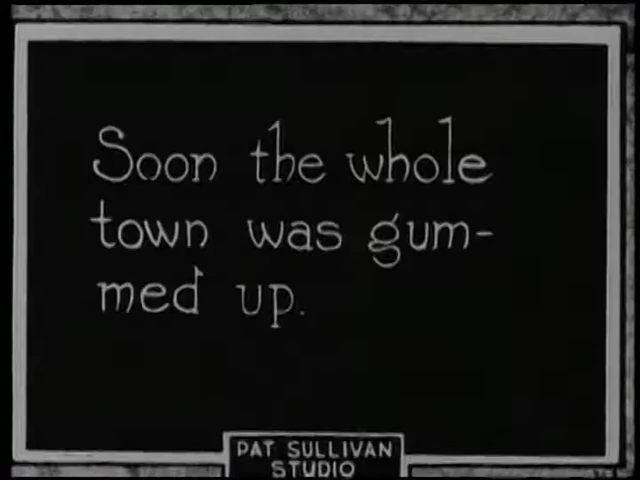 Soon the whole
town was gum-
med up.
PAT SULLIVAN
STUDIO